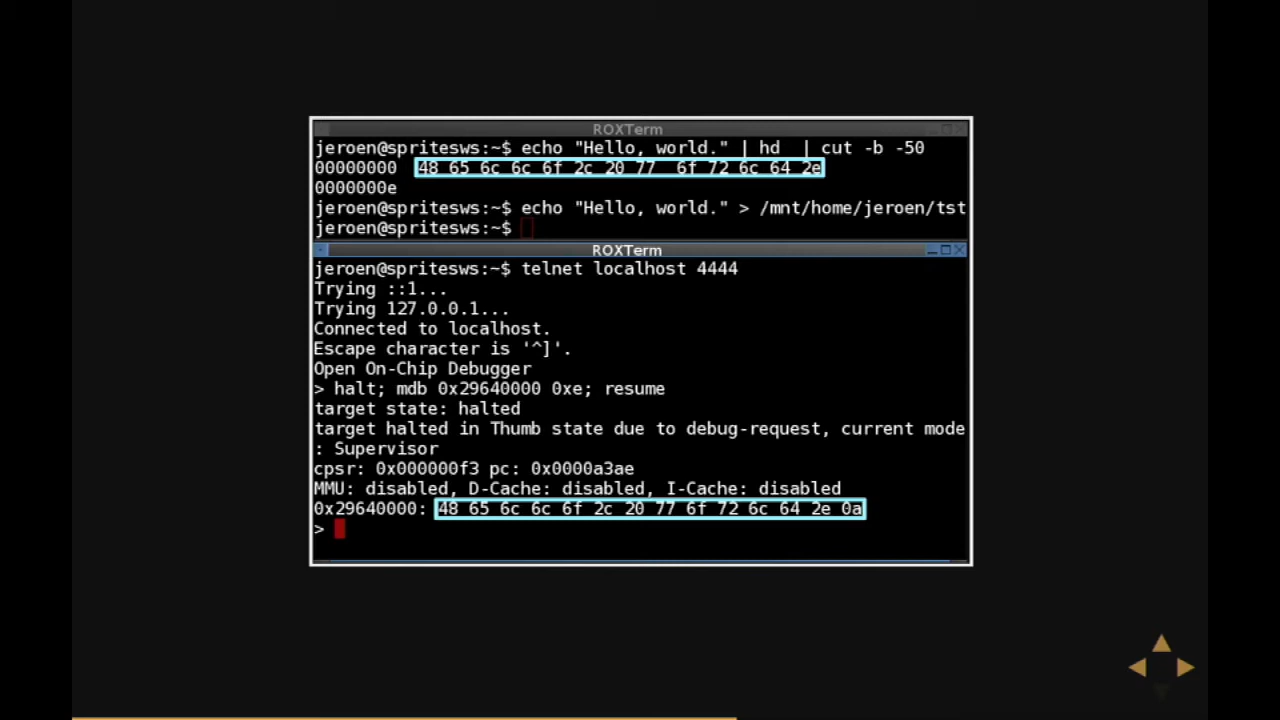 ROXTerm
jeroen@spritesws:~$ echo "Hello, world." | hd  | cut -b -50
00000000  48 65 6c 6c 6f 2c 20 77  6f 72 6c 64 2e
0000000e
jeroen@spritesws:~$ echo "Hello, world." > /mnt/home/jeroen/tst
jeroen@spritesws:~$
ROXTerm
jeroen@spritesws:~$ telnet localhost 4444
Trying ::1...
Trying 127.0.0.1...
Connected to localhost.
Escape character is '^]'.
Open On-Chip Debugger
> halt; mdb 0x29640000 0xe; resume
target state: halted
target halted in Thumb state due to debug-request, current mode
: Supervisor
cpsr: 0x000000f3 pc: 0x0000a3ae
MMU: disabled, D-Cache: disabled, I-Cache: disabled
0x29640000: 48 65 6c 6c 6f 2c 20 77 6f 72 6c 64 2e 0a
>